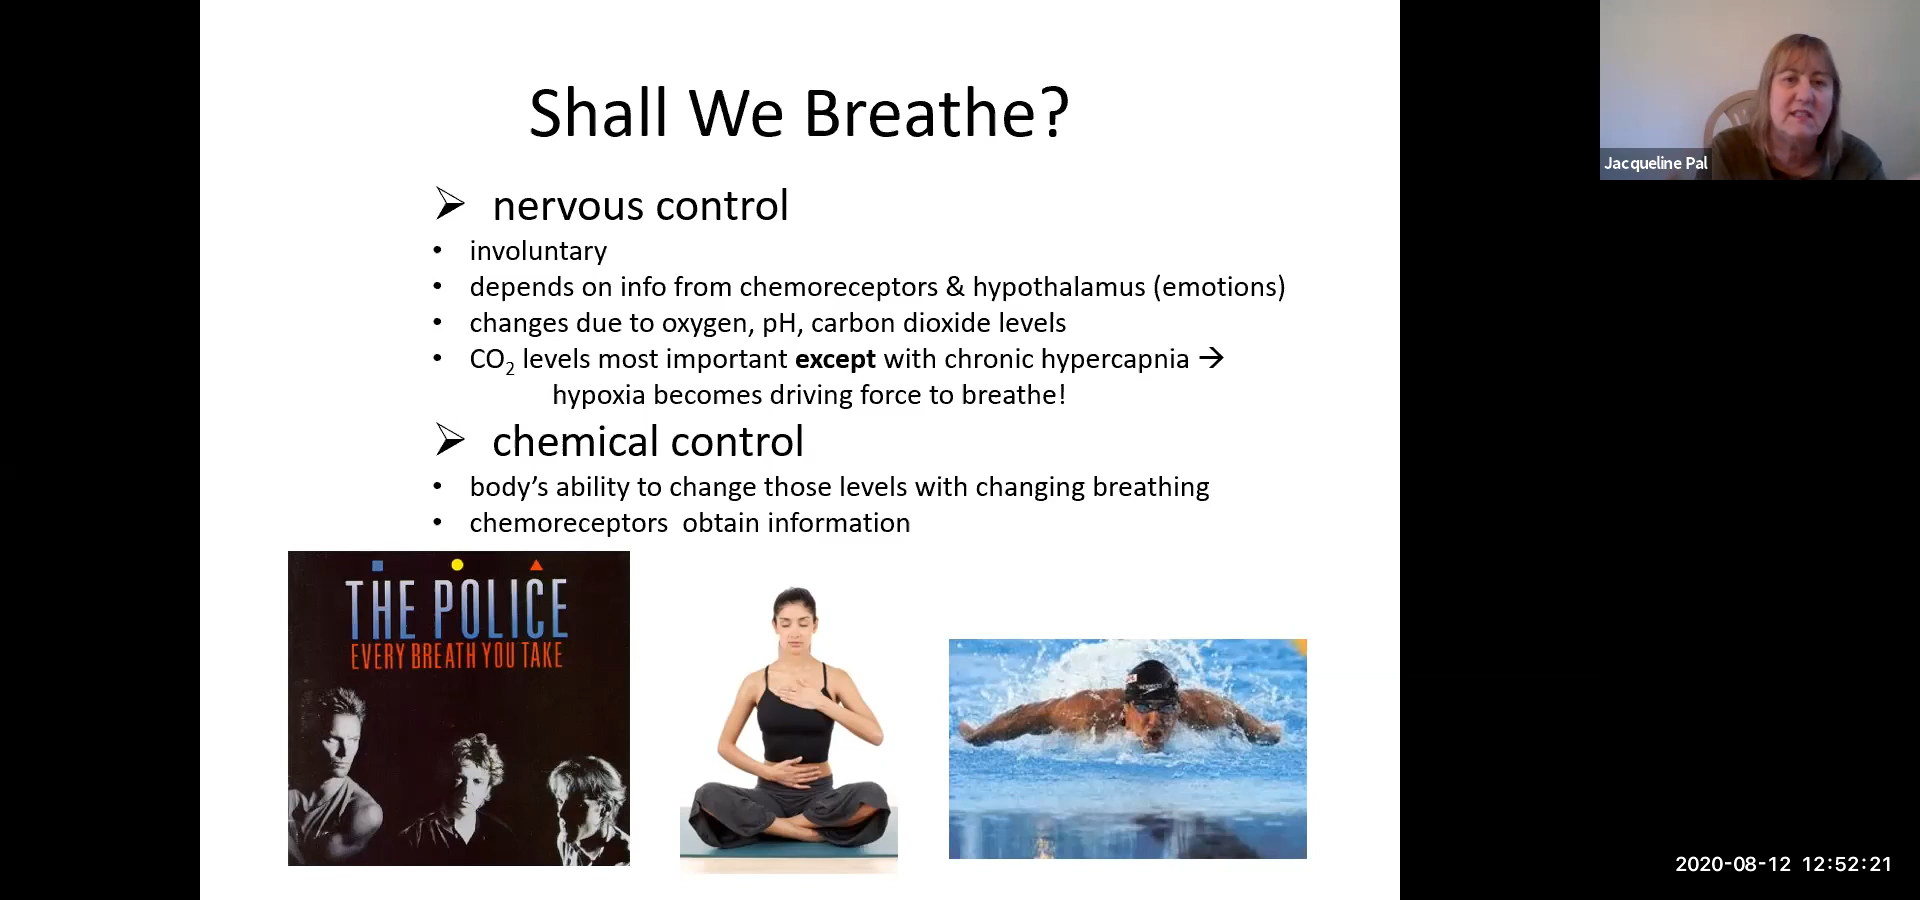 Shall We Breathe?
➢ nervous control
• involuntary
• depends on info from chemoreceptors & hypothalamus (emotions)
• changes due to oxygen, pH, carbon dioxide levels
• CO₂ levels most important except with chronic hypercapnia →
hypoxia becomes driving force to breathe!
➢ chemical control
• body’s ability to change those levels with changing breathing
• chemoreceptors  obtain information
THE POLICE
EVERY BREATH YOU TAKE
Jacqueline Pal
2020-08-12 12:52:21